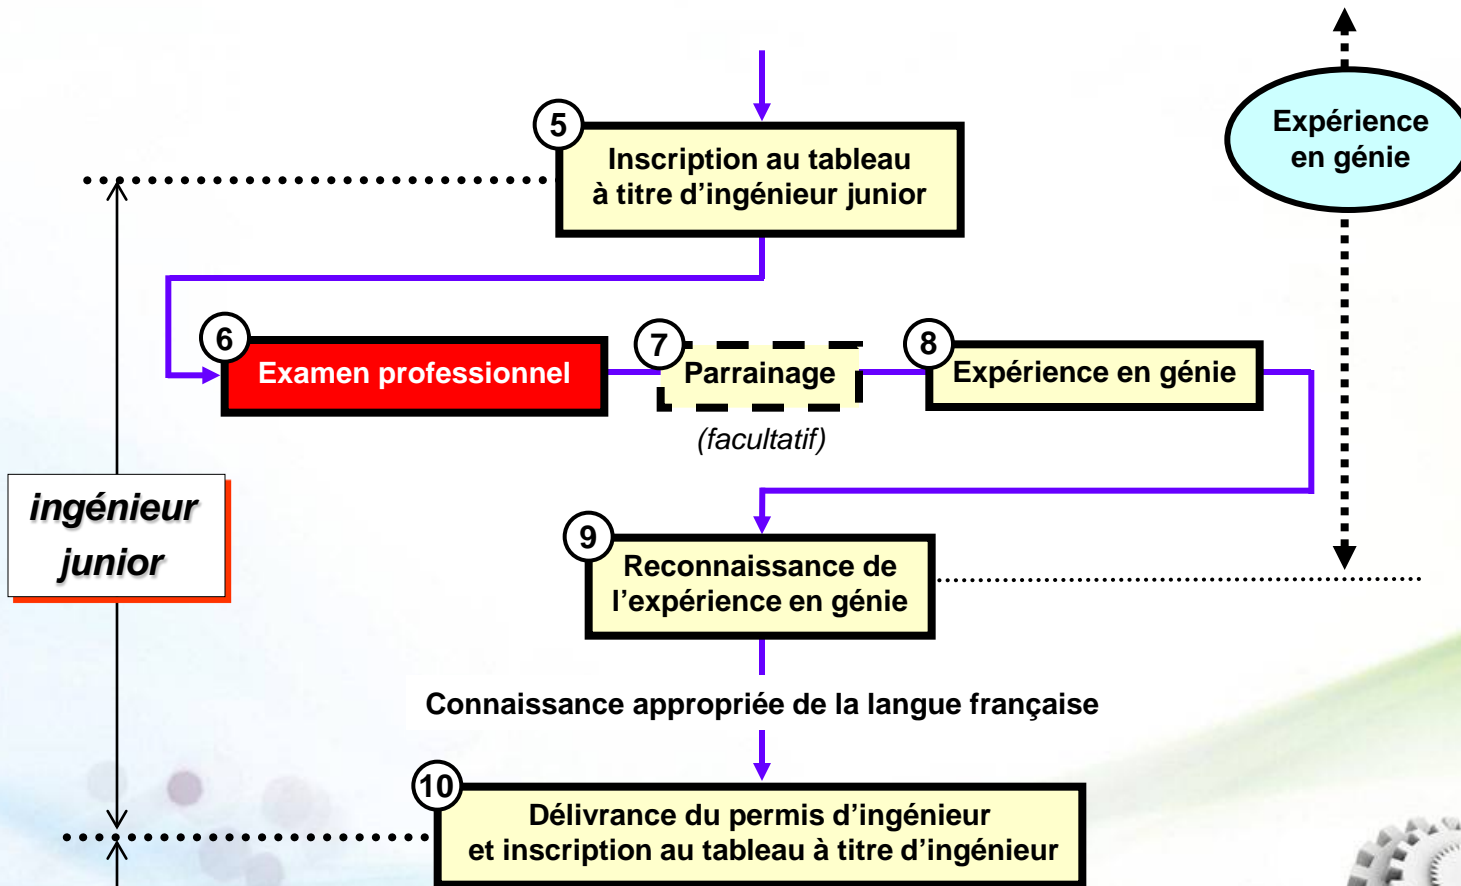 5
Inscription au tableau
à titre d’ingénieur junior
Expérience
en génie
6
Examen professionnel
7
Parrainage
(facultatif)
8
Expérience en génie
ingénieur
junior
9
Reconnaissance de
l’expérience en génie
Connaissance appropriée de la langue française
10
Délivrance du permis d’ingénieur
et inscription au tableau à titre d’ingénieur